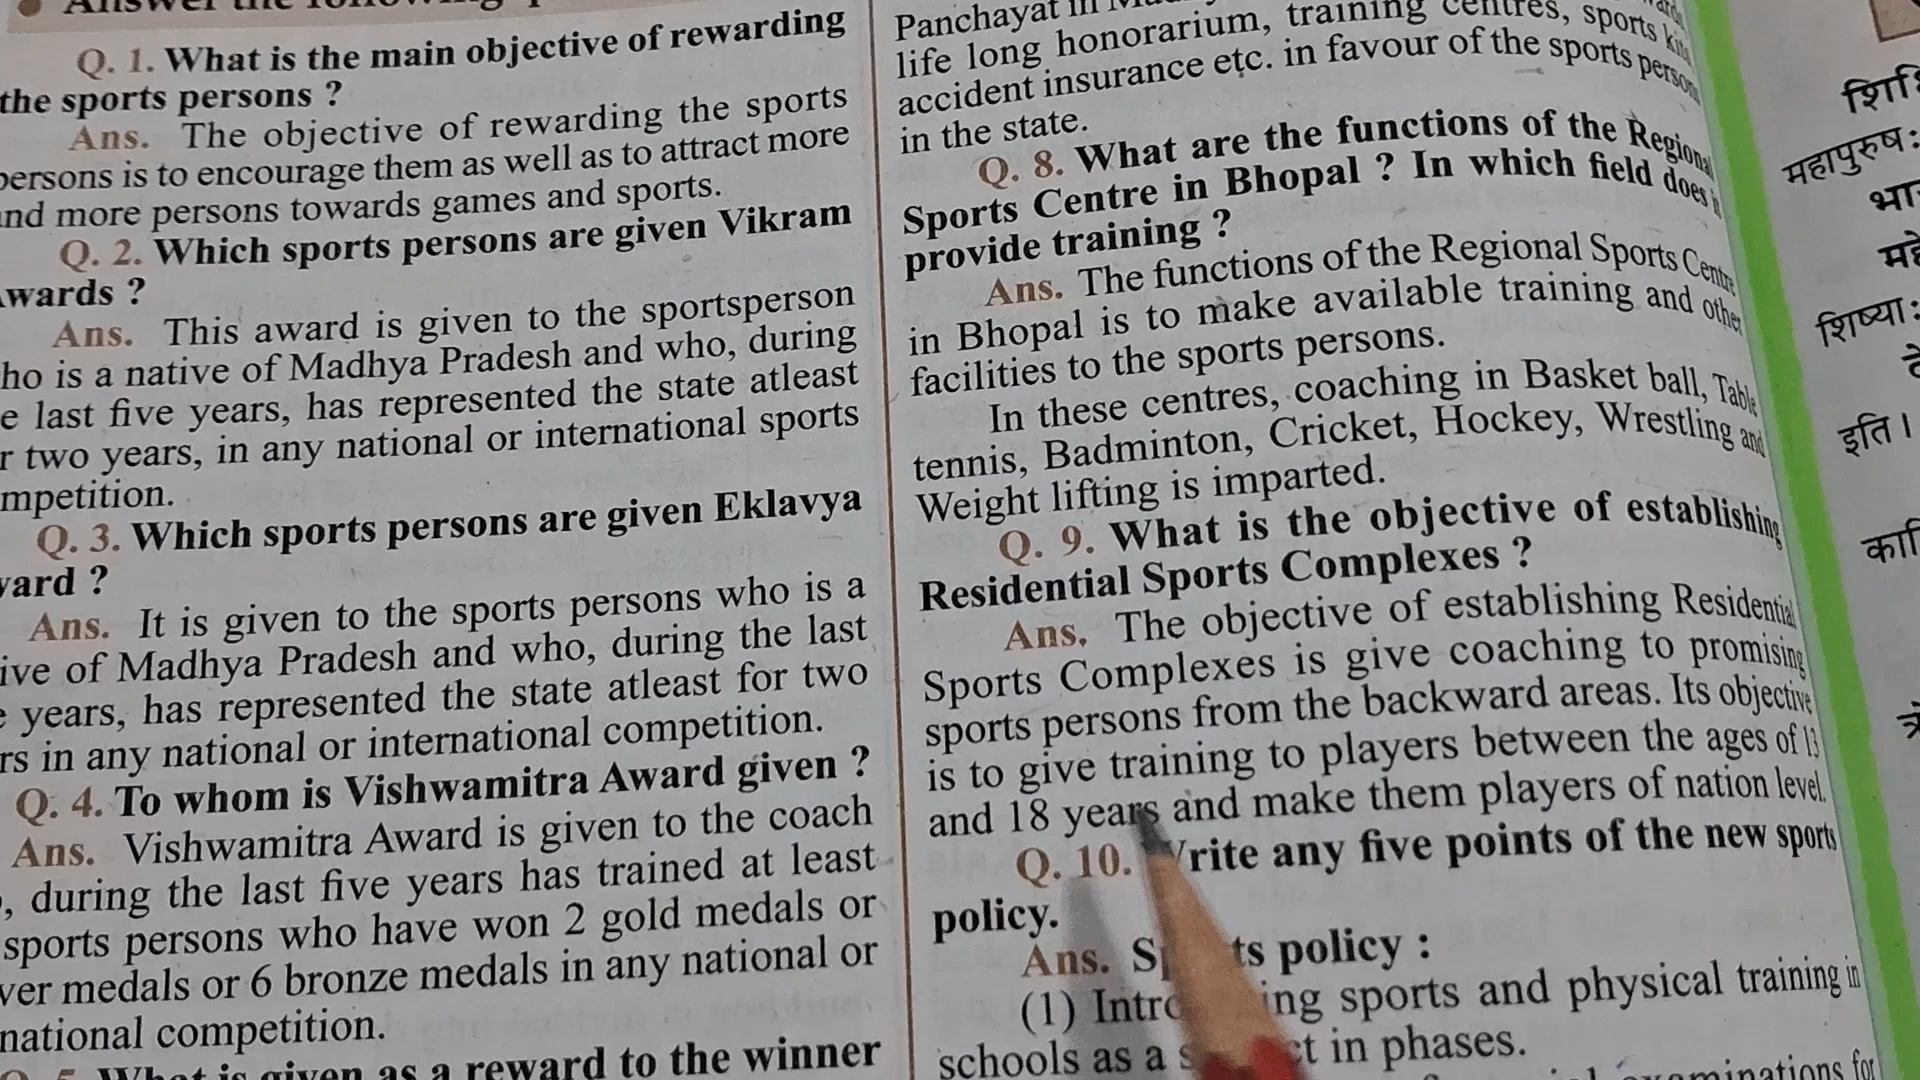 Answer the following
Q. 1. What is the main objective of rewarding
the sports persons ?
Ans. The objective of rewarding the sports
persons is to encourage them as well as to attract more
and more persons towards games and sports.
Q. 2. Which sports persons are given Vikram
wards ?
Ans. This award is given to the sportsperson
ho is a native of Madhya Pradesh and who, during
e last five years, has represented the state atleast
r two years, in any national or international sports
mpetition.
Q. 3. Which sports persons are given Eklavya
ward ?
Ans. It is given to the sports persons who is a
ive of Madhya Pradesh and who, during the last
e years, has represented the state atleast for two
rs in any national or international competition.
Q. 4. To whom is Vishwamitra Award given ?
Ans. Vishwamitra Award is given to the coach
, during the last five years has trained at least
sports persons who have won 2 gold medals or
ver medals or 6 bronze medals in any national or
national competition.
What is given as a reward to the winner
Panchayat in
life long honorarium, training centres, sports kits
accident insurance etc. in favour of the sports persons
in the state.
Q. 8. What are the functions of the Regional
Sports Centre in Bhopal ? In which field does it
provide training ?
Ans. The functions of the Regional Sports Centre
in Bhopal is to make available training and other
facilities to the sports persons.
In these centres, coaching in Basket ball, Table
tennis, Badminton, Cricket, Hockey, Wrestling and
Weight lifting is imparted.
Q. 9. What is the objective of establishing
Residential Sports Complexes ?
Ans. The objective of establishing Residential
Sports Complexes is give coaching to promising
sports persons from the backward areas. Its objective
is to give training to players between the ages of 13
and 18 years and make them players of nation level.
Q. 10. Write any five points of the new sports
policy.
Ans. Sports policy :
(1) Introducing sports and physical training in
schools as a subject in phases.
examinations for
शिष्
महापुरुष:
भा
महे
शिष्या:
इति ।
का